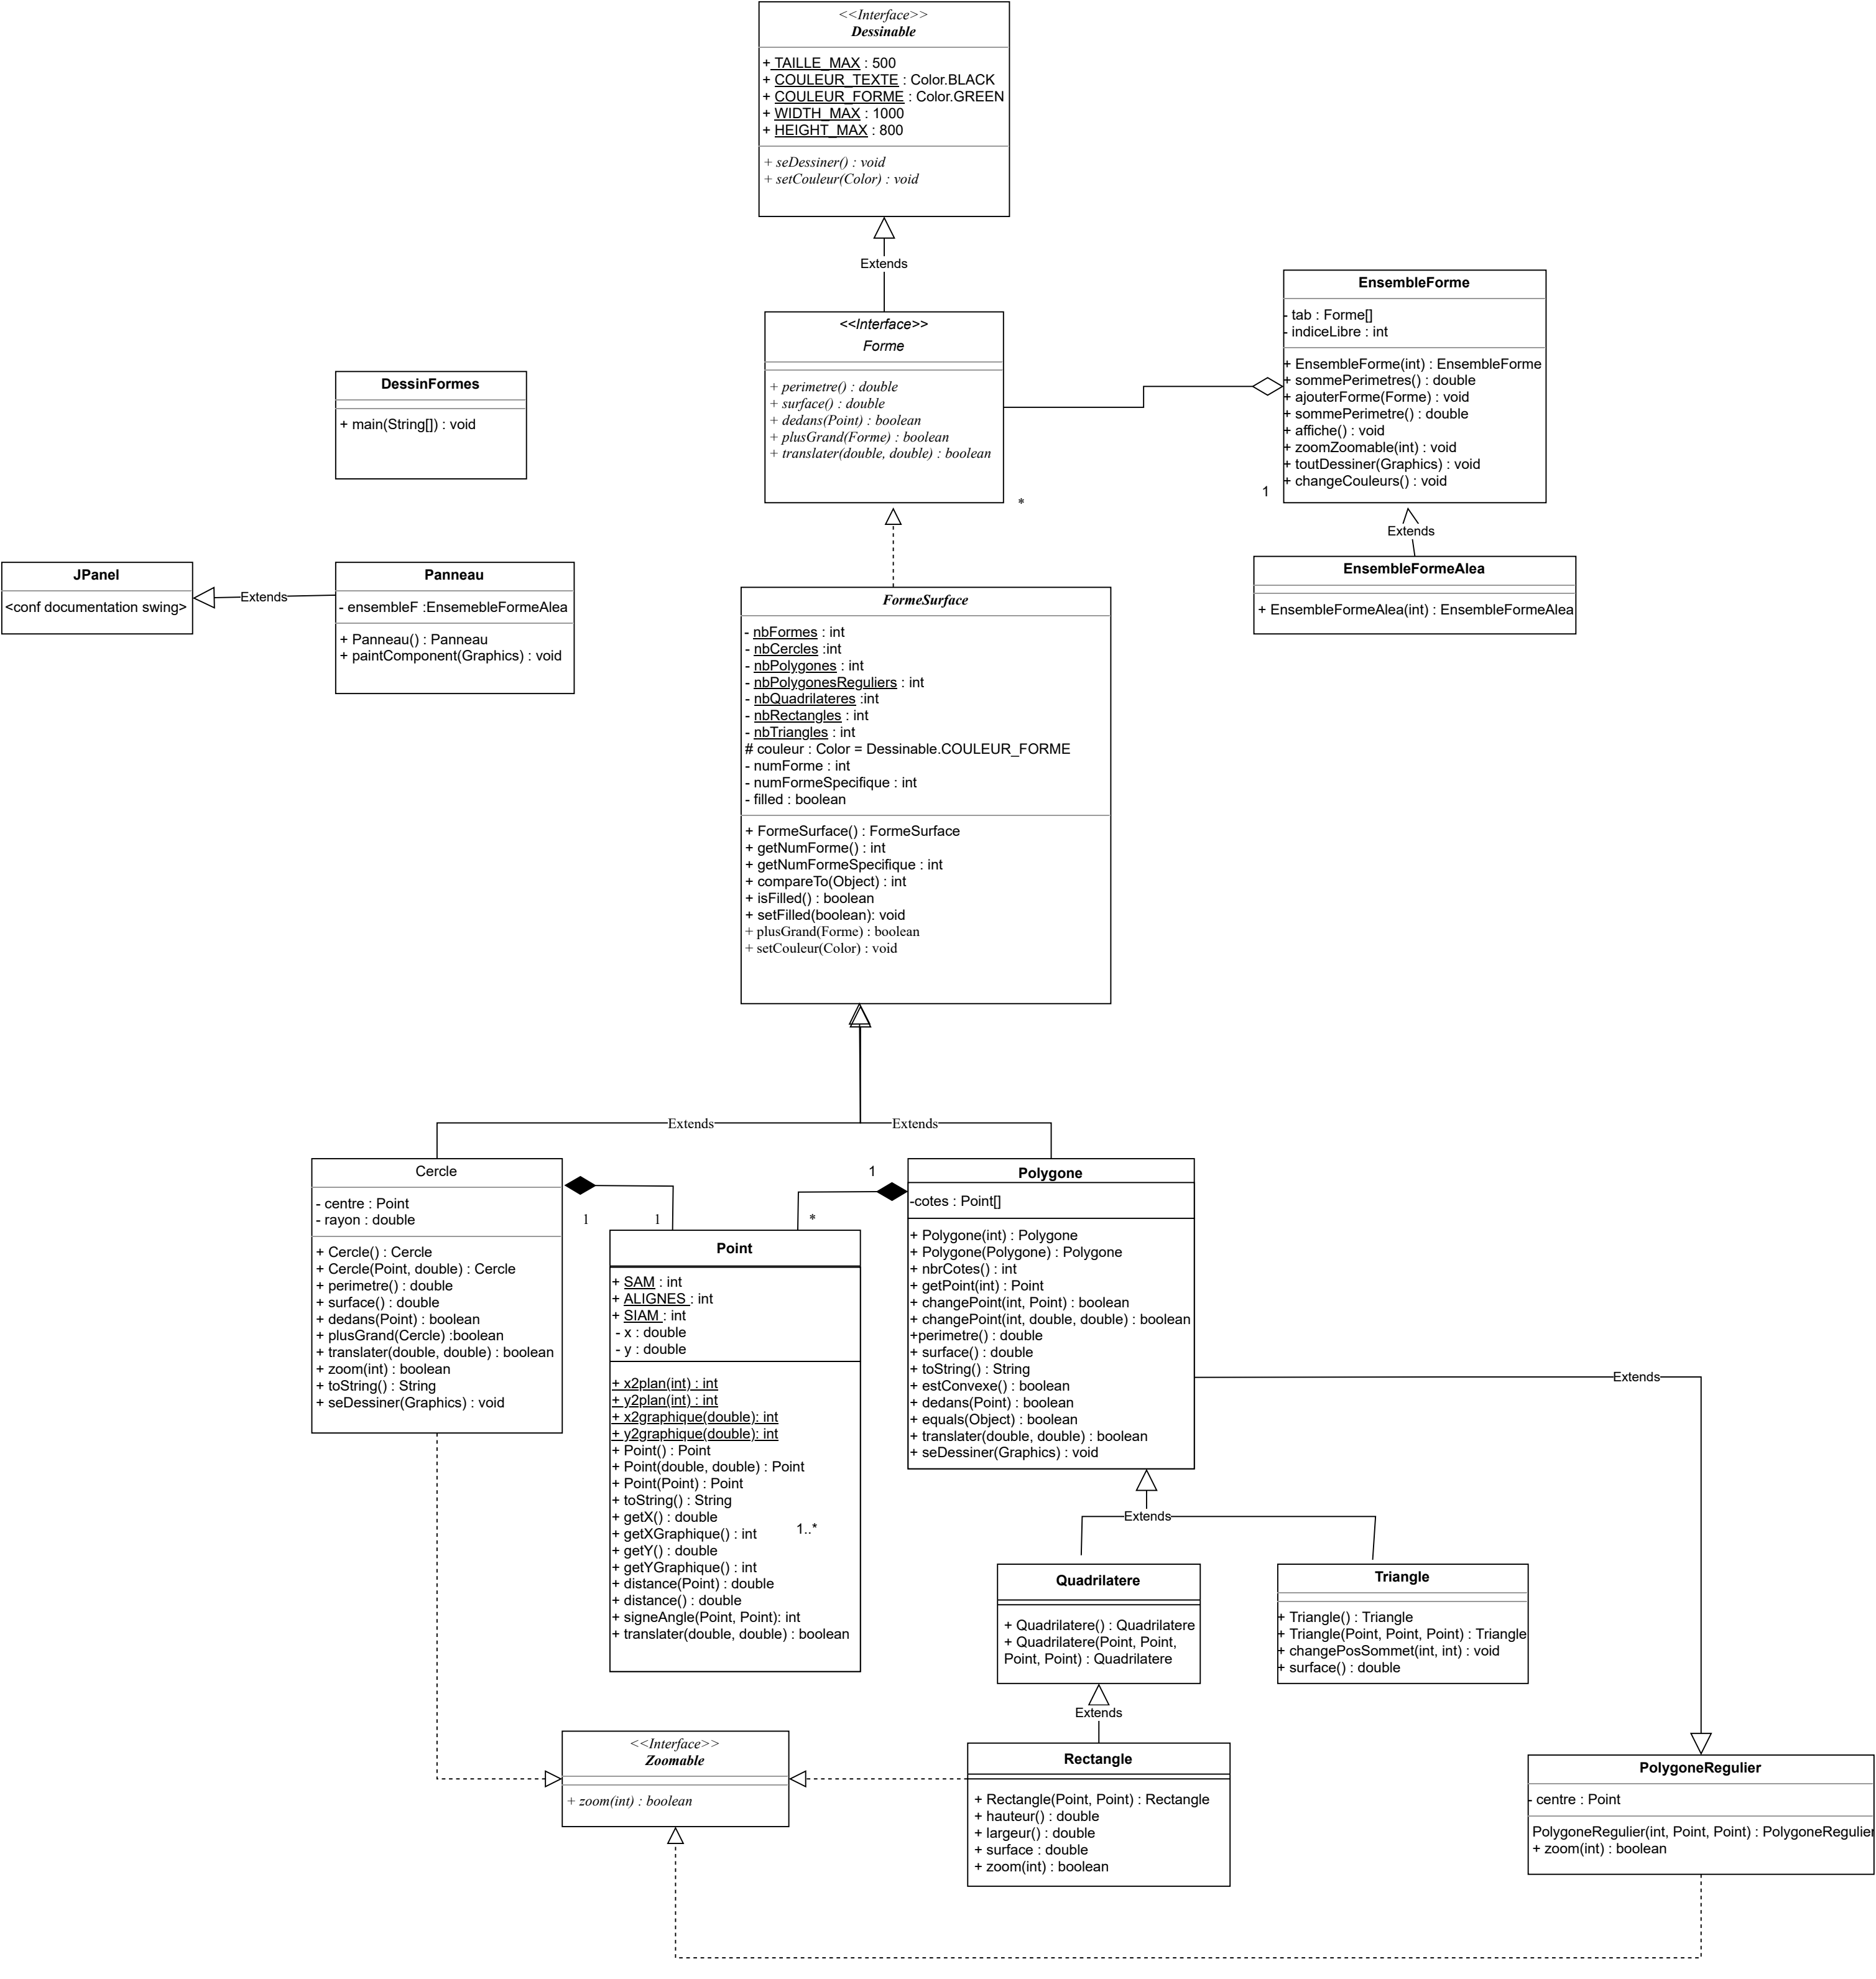 <<Interface>>
Dessinable
+ TAILLE_MAX : 500
+ COULEUR_TEXTE : Color.BLACK
+ COULEUR_FORME : Color.GREEN
+ WIDTH_MAX : 1000
+ HEIGHT_MAX : 800
+ seDessiner() : void
+ setCouleur(Color) : void
Extends
<<Interface>>
Forme
+ perimetre() : double
+ surface() : double
+ dedans(Point) : boolean
+ plusGrand(Forme) : boolean
+ translater(double, double) : boolean
*
1
EnsembleForme
- tab : Forme[]
- indiceLibre : int
+ EnsembleForme(int) : EnsembleForme
+ sommePerimetres() : double
+ ajouterForme(Forme) : void
+ sommePerimetre() : double
+ affiche() : void
+ zoomZoomable(int) : void
+ toutDessiner(Graphics) : void
+ changeCouleurs() : void
Extends
EnsembleFormeAlea
+ EnsembleFormeAlea(int) : EnsembleFormeAlea
DessinFormes
+ main(String[]) : void
JPanel
<conf documentation swing>
Extends
Panneau
- ensembleF :EnsemebleFormeAlea
+ Panneau() : Panneau
+ paintComponent(Graphics) : void
FormeSurface
- nbFormes : int
- nbCercles :int
- nbPolygones : int
- nbPolygonesReguliers : int
- nbQuadrilateres :int
- nbRectangles : int
- nbTriangles : int
# couleur : Color = Dessinable.COULEUR_FORME
- numForme : int
- numFormeSpecifique : int
- filled : boolean
+ FormeSurface() : FormeSurface
+ getNumForme() : int
+ getNumFormeSpecifique : int
+ compareTo(Object) : int
+ isFilled() : boolean
+ setFilled(boolean): void
+ plusGrand(Forme) : boolean
+ setCouleur(Color) : void
Extends
Extends
Cercle
- centre : Point
- rayon : double
+ Cercle() : Cercle
+ Cercle(Point, double) : Cercle
+ perimetre() : double
+ surface() : double
+ dedans(Point) : boolean
+ plusGrand(Cercle) :boolean
+ translater(double, double) : boolean
+ zoom(int) : boolean
+ toString() : String
+ seDessiner(Graphics) : void
1
1
1
*
Point
+ SAM : int
+ ALIGNES : int
+ SIAM : int
- x : double
- y : double
+ x2plan(int) : int
+ y2plan(int) : int
+ x2graphique(double): int
+ y2graphique(double): int
+ Point() : Point
+ Point(double, double) : Point
+ Point(Point) : Point
+ toString() : String
+ getX() : double
+ getXGraphique() : int
+ getY() : double
+ getYGraphique() : int
+ distance(Point) : double
+ distance() : double
+ signeAngle(Point, Point): int
+ translater(double, double) : boolean
1..*
Polygone
-cotes : Point[]
+ Polygone(int) : Polygone
+ Polygone(Polygone) : Polygone
+ nbrCotes() : int
+ getPoint(int) : Point
+ changePoint(int, Point) : boolean
+ changePoint(int, double, double) : boolean
+perimetre() : double
+ surface() : double
+ toString() : String
+ estConvexe() : boolean
+ dedans(Point) : boolean
+ equals(Object) : boolean
+ translater(double, double) : boolean
+ seDessiner(Graphics) : void
Extends
Extends
Quadrilatere
+ Quadrilatere() : Quadrilatere
+ Quadrilatere(Point, Point,
Point, Point) : Quadrilatere
Triangle
+ Triangle() : Triangle
+ Triangle(Point, Point, Point) : Triangle
+ changePosSommet(int, int) : void
+ surface() : double
Extends
<<Interface>>
Zoomable
+ zoom(int) : boolean
Rectangle
+ Rectangle(Point, Point) : Rectangle
+ hauteur() : double
+ largeur() : double
+ surface : double
+ zoom(int) : boolean
PolygoneRegulier
- centre : Point
PolygoneRegulier(int, Point, Point) : PolygoneRegulier
+ zoom(int) : boolean